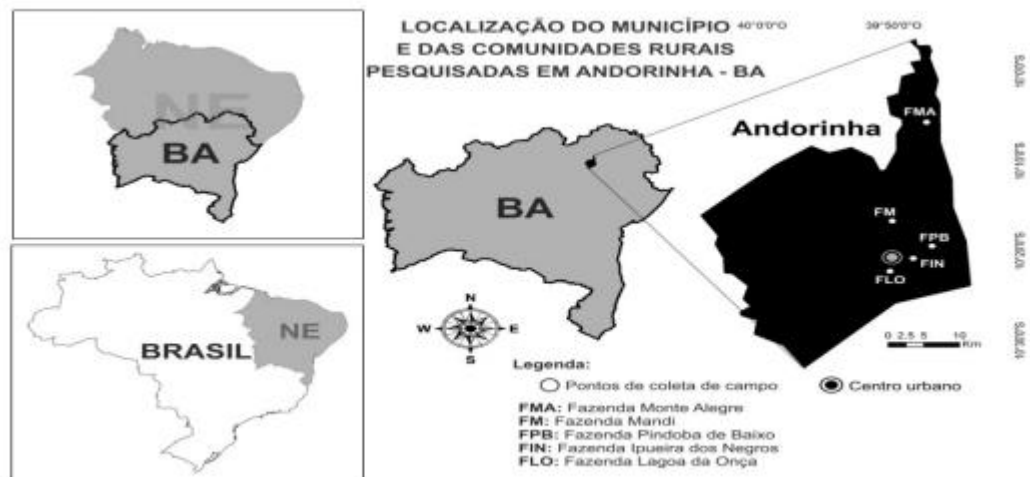 NE
BA
LOCALIZAÇÃO DO MUNICÍPIO
E DAS COMUNIDADES RURAIS
PESQUISADAS EM ANDORINHA - BA
40°0'0"O
39°50'0"O
Andorinha
FMA
FM
FPB
FIN
FLO
BA
NE
BRASIL
N
W
E
S
0 2,5 5 10
Km
Legenda:
Pontos de coleta de campo
Centro urbano
FMA: Fazenda Monte Alegre
FM: Fazenda Mandi
FPB: Fazenda Pindoba de Baixo
FIN: Fazenda Ipueira dos Negros
FLO: Fazenda Lagoa da Onça